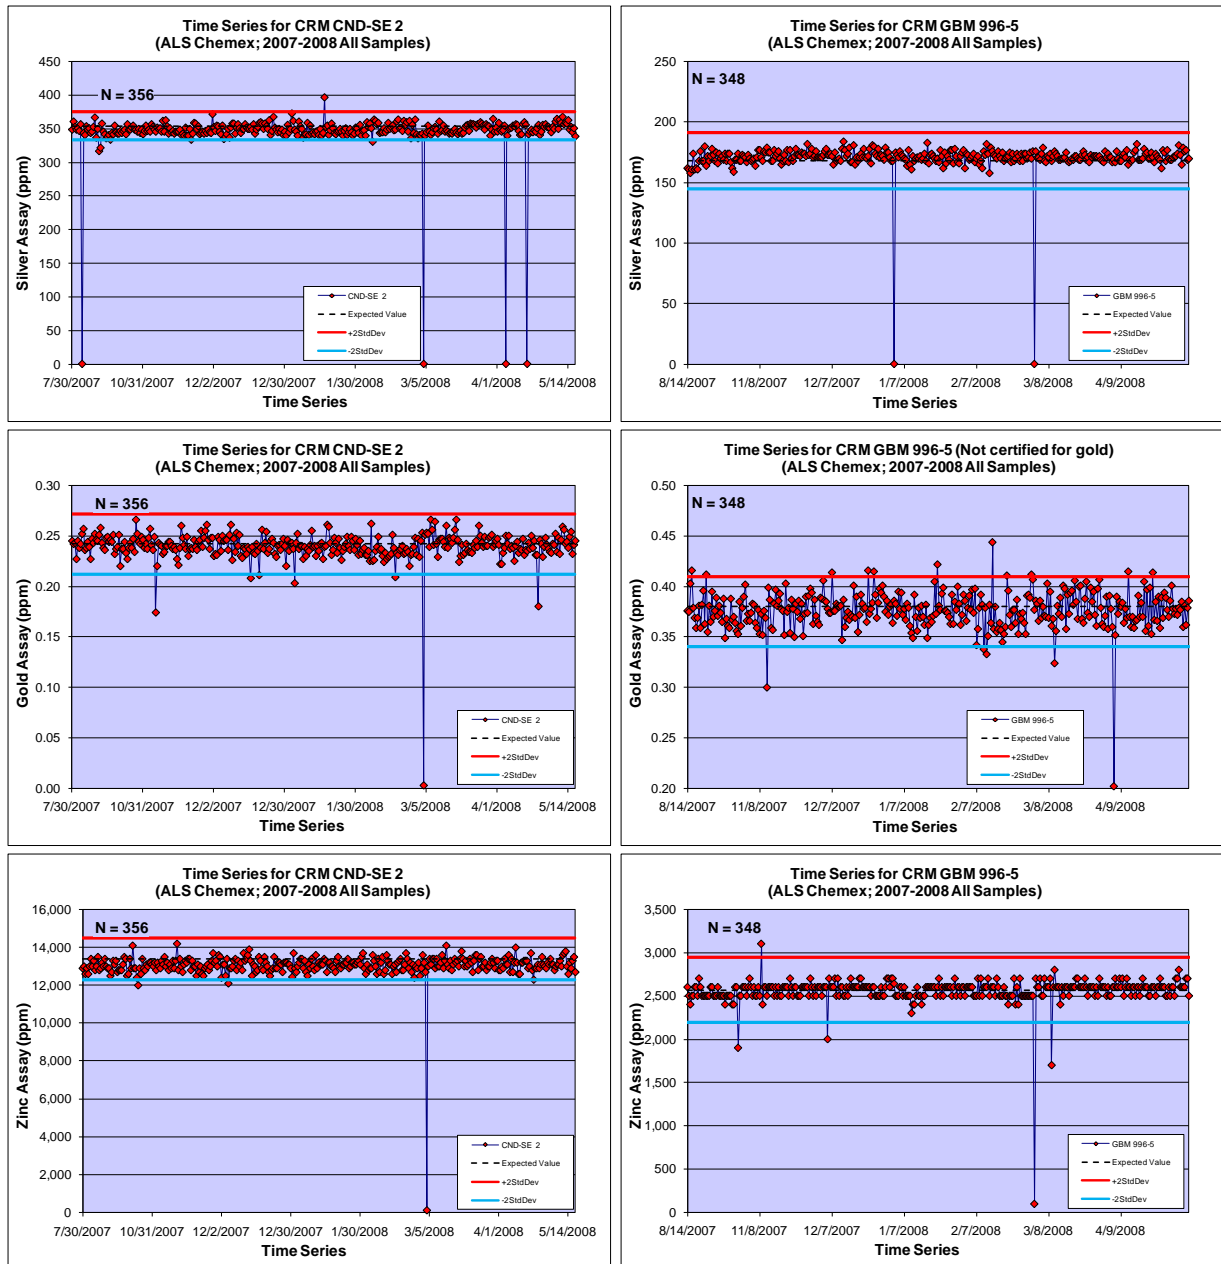 Time Series for CRM CND-SE 2
(ALS Chemex; 2007-2008 All Samples)
N = 356
Silver Assay (ppm)
450
400
350
300
250
200
150
100
50
0
CND-SE 2
Expected Value
+2StdDev
-2StdDev
7/30/2007 10/31/2007 12/2/2007 12/30/2007 1/30/2008 3/5/2008 4/1/2008 5/14/2008
Time Series
Time Series for CRM GBM 996-5
(ALS Chemex; 2007-2008 All Samples)
N = 348
Silver Assay (ppm)
250
200
150
100
50
0
GBM 996-5
Expected Value
+2StdDev
-2StdDev
8/14/2007 11/8/2007 12/7/2007 1/7/2008 2/7/2008 3/8/2008 4/9/2008
Time Series
Time Series for CRM CND-SE 2
(ALS Chemex; 2007-2008 All Samples)
N = 356
Gold Assay (ppm)
0.30
0.25
0.20
0.15
0.10
0.05
0.00
CND-SE 2
Expected Value
+2StdDev
-2StdDev
7/30/2007 10/31/2007 12/2/2007 12/30/2007 1/30/2008 3/5/2008 4/1/2008 5/14/2008
Time Series
Time Series for CRM GBM 996-5 (Not certified for gold)
(ALS Chemex; 2007-2008 All Samples)
N = 348
Gold Assay (ppm)
0.50
0.45
0.40
0.35
0.30
0.25
0.20
GBM 996-5
Expected Value
+2StdDev
-2StdDev
8/14/2007 11/8/2007 12/7/2007 1/7/2008 2/7/2008 3/8/2008 4/9/2008
Time Series
Time Series for CRM CND-SE 2
(ALS Chemex; 2007-2008 All Samples)
N = 356
Zinc Assay (ppm)
16,000
14,000
12,000
10,000
8,000
6,000
4,000
2,000
0
CND-SE 2
Expected Value
+2StdDev
-2StdDev
7/30/2007 10/31/2007 12/2/2007 12/30/2007 1/30/2008 3/5/2008 4/1/2008 5/14/2008
Time Series
Time Series for CRM GBM 996-5
(ALS Chemex; 2007-2008 All Samples)
N = 348
Zinc Assay (ppm)
3,500
3,000
2,500
2,000
1,500
1,000
500
0
GBM 996-5
Expected Value
+2StdDev
-2StdDev
8/14/2007 11/8/2007 12/7/2007 1/7/2008 2/7/2008 3/8/2008 4/9/2008
Time Series